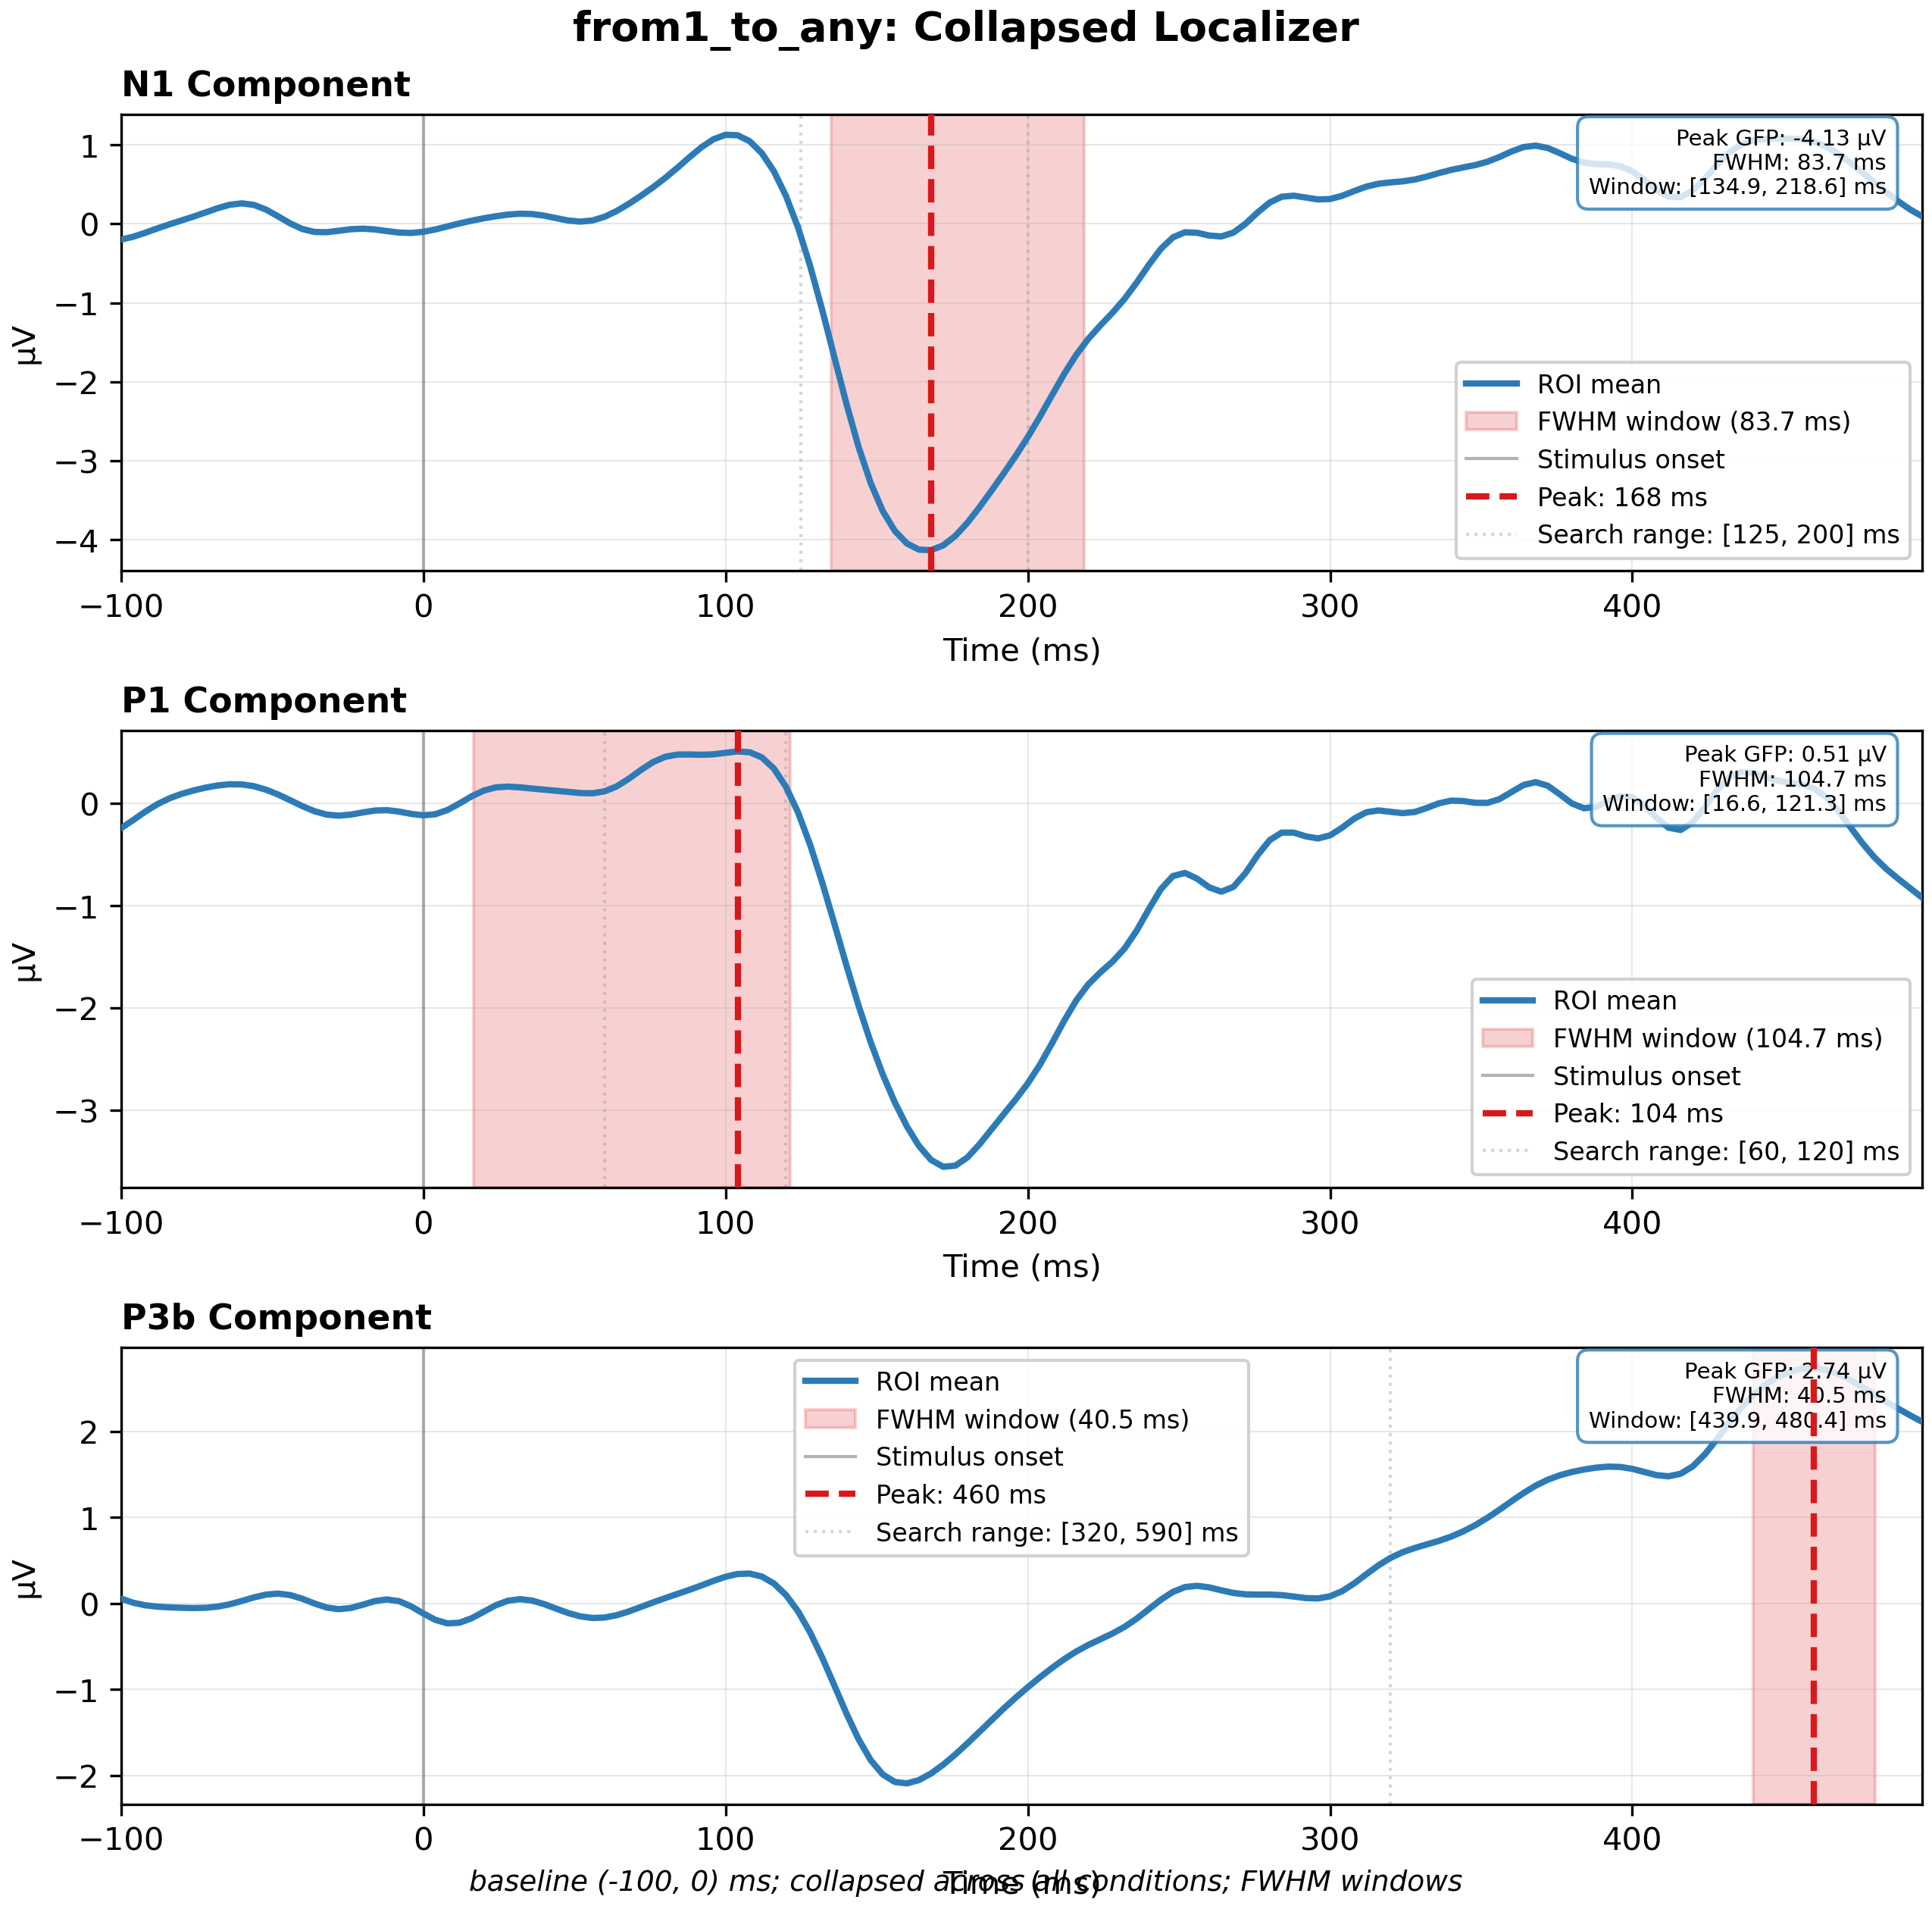 from1_to_any: Collapsed Localizer
N1 Component
Peak GFP: -4.13 µV
FWHM: 83.7 ms
Window: [134.9, 218.6] ms
1
0
−1
−2
−3
−4
µV
ROI mean
FWHM window (83.7 ms)
Stimulus onset
Peak: 168 ms
Search range: [125, 200] ms
−100 0 100 200 300 400
Time (ms)
P1 Component
Peak GFP: 0.51 µV
FWHM: 104.7 ms
Window: [16.6, 121.3] ms
0
−1
−2
−3
µV
ROI mean
FWHM window (104.7 ms)
Stimulus onset
Peak: 104 ms
Search range: [60, 120] ms
−100 0 100 200 300 400
Time (ms)
P3b Component
ROI mean
FWHM window (40.5 ms)
Stimulus onset
Peak: 460 ms
Search range: [320, 590] ms
Peak GFP: 2.74 µV
FWHM: 40.5 ms
Window: [439.9, 480.4] ms
2
1
0
−1
−2
µV
−100 0 100 200 300 400
Time (ms)
baseline (-100, 0) ms; collapsed across all conditions; FWHM windows